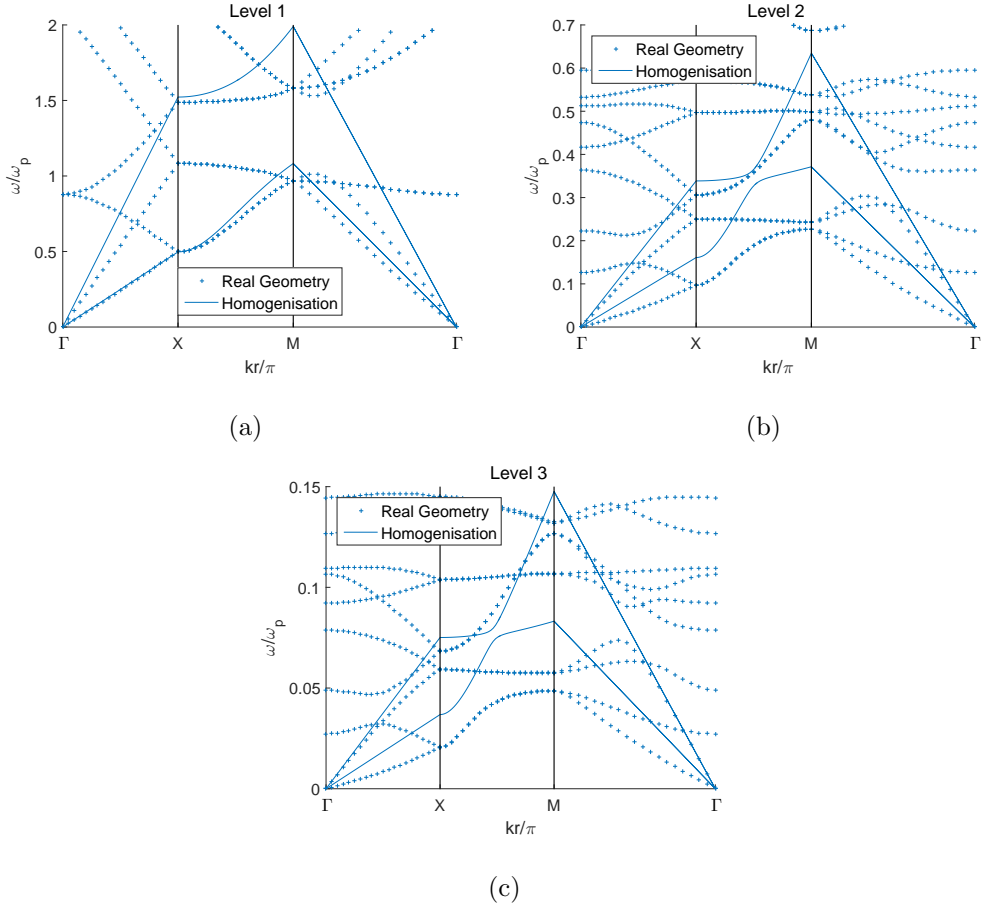 Level 1
2
1.5
1
0.5
0
ω/ω_p
Real Geometry
Homogenisation
Γ
X
M
Γ
kr/π
(a)
Level 2
0.7
0.6
0.5
0.4
0.3
0.2
0.1
0
ω/ω_p
Real Geometry
Homogenisation
Γ
X
M
Γ
kr/π
(b)
Level 3
0.15
0.1
0.05
0
ω/ω_p
Real Geometry
Homogenisation
Γ
X
M
Γ
kr/π
(c)